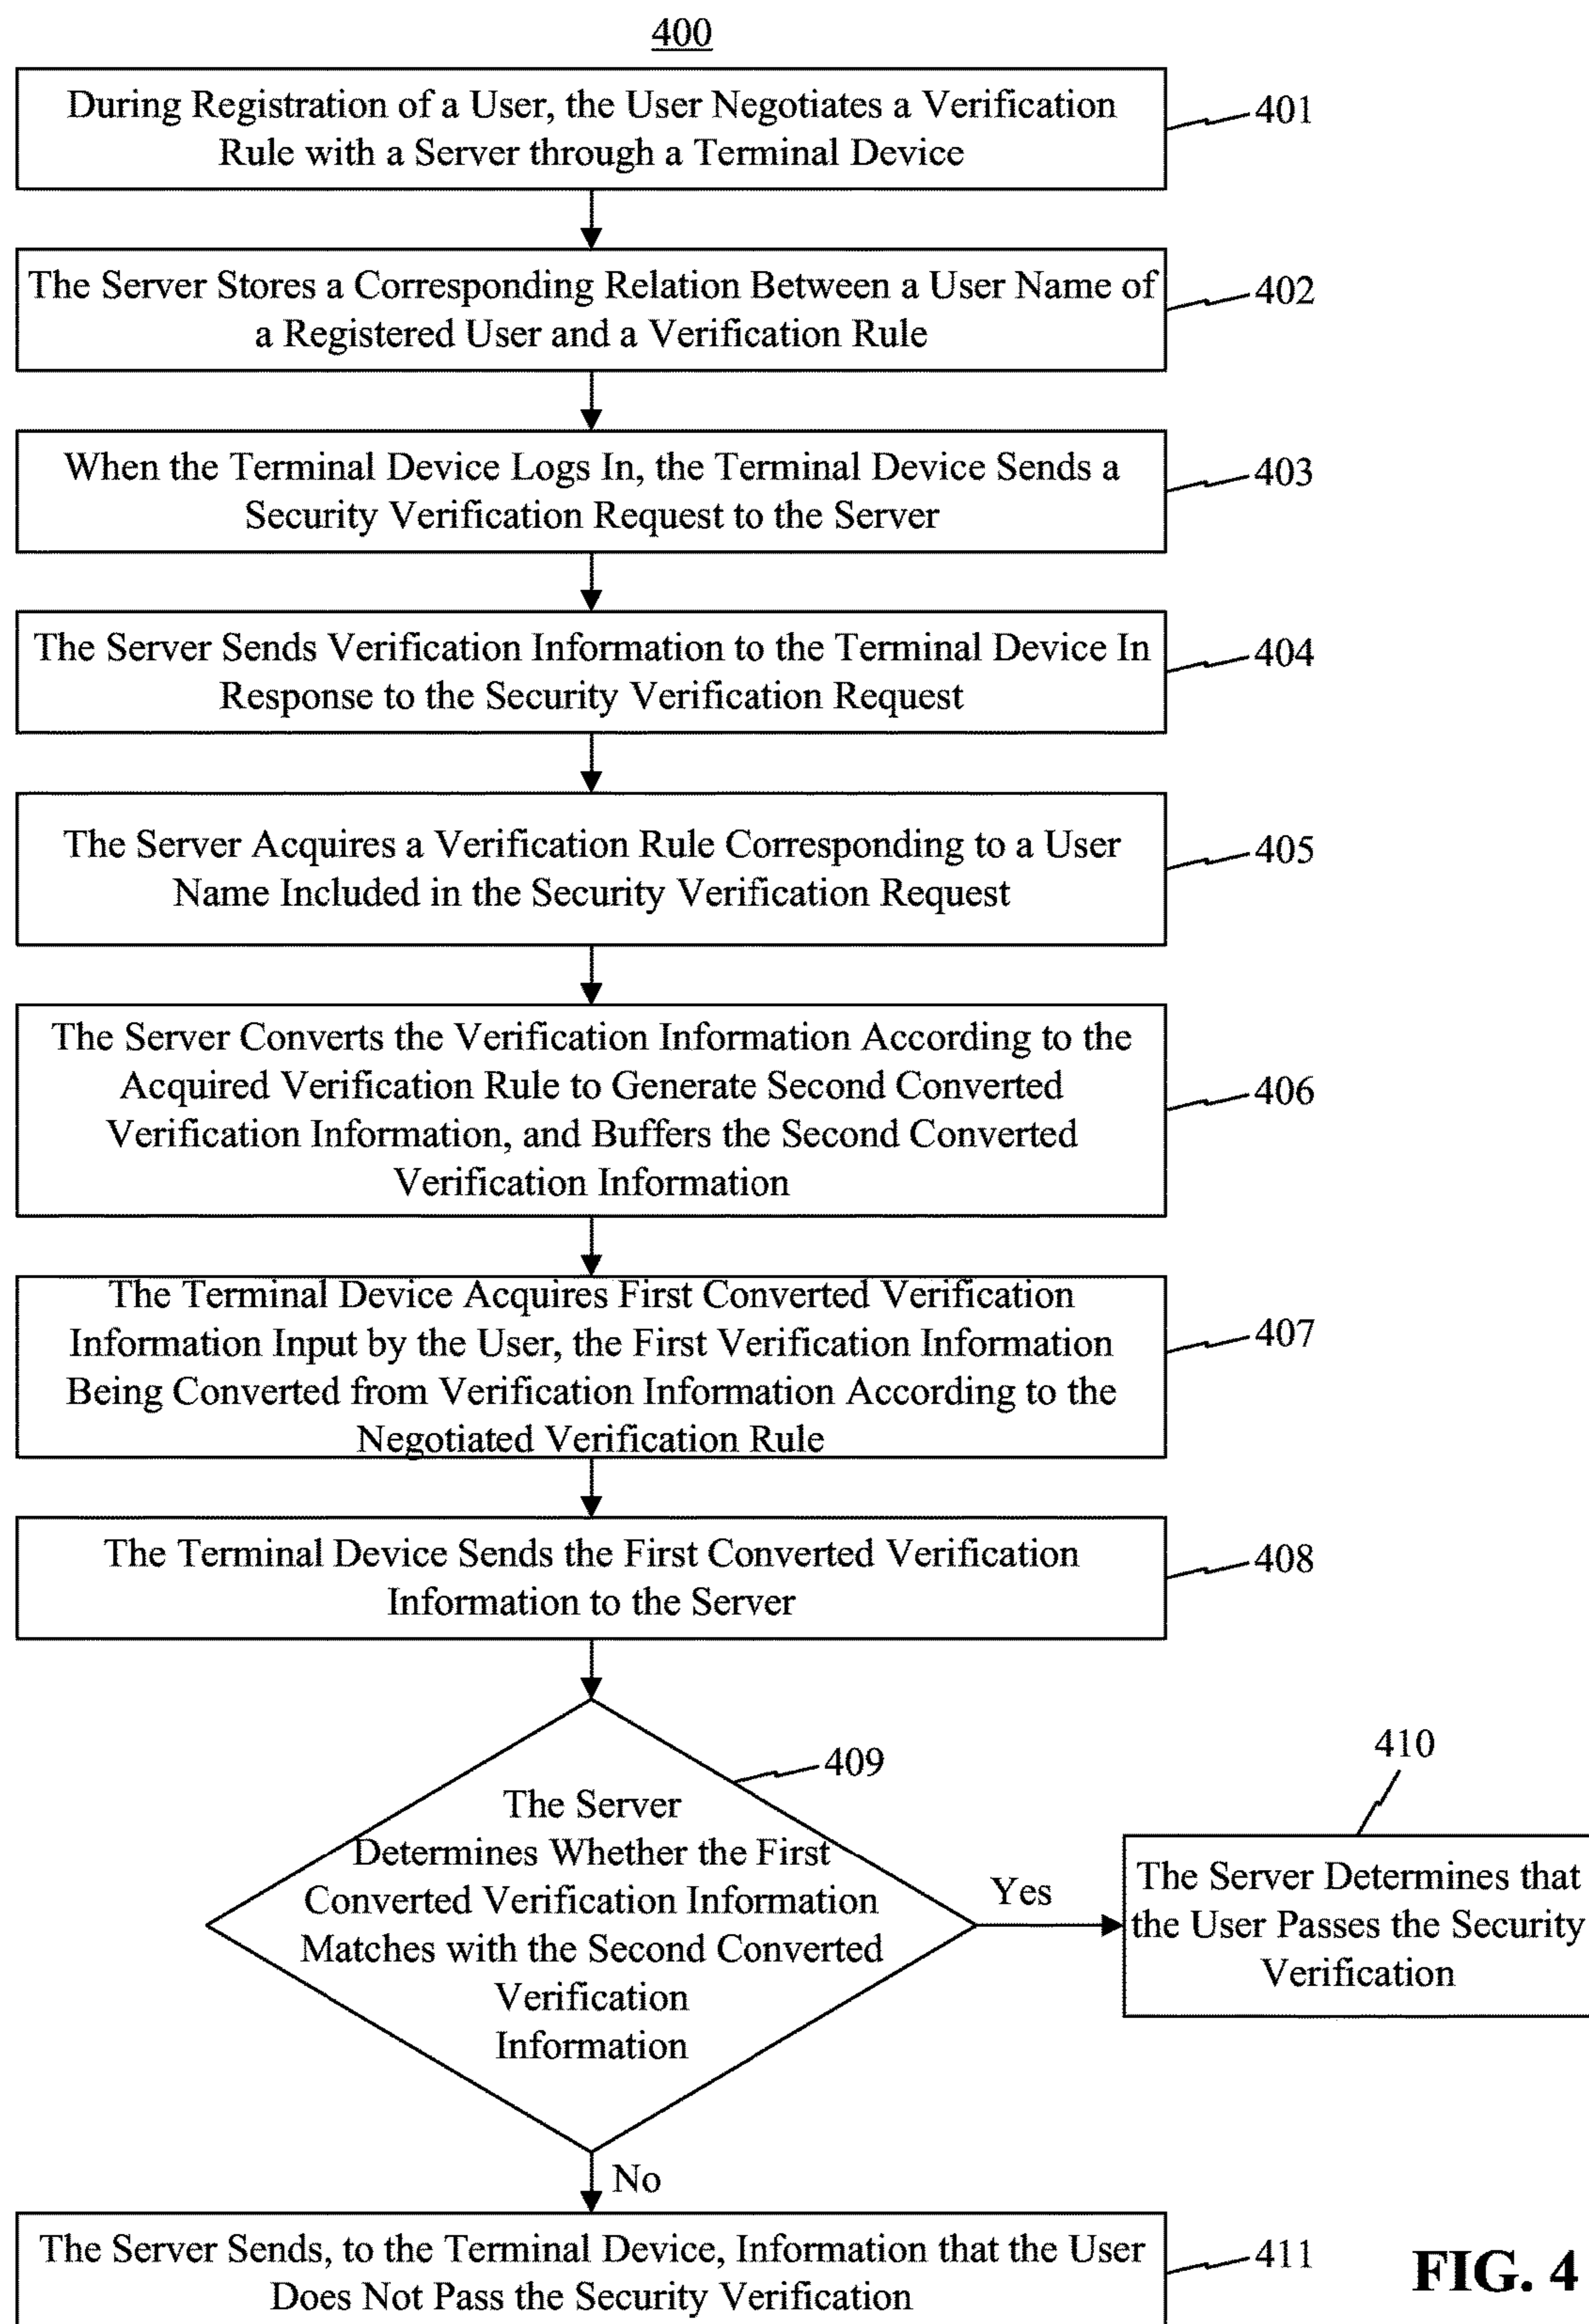 400
During Registration of a User, the User Negotiates a Verification
Rule with a Server through a Terminal Device
401
The Server Stores a Corresponding Relation Between a User Name of
a Registered User and a Verification Rule
402
When the Terminal Device Logs In, the Terminal Device Sends a
Security Verification Request to the Server
403
The Server Sends Verification Information to the Terminal Device In
Response to the Security Verification Request
404
The Server Acquires a Verification Rule Corresponding to a User
Name Included in the Security Verification Request
405
The Server Converts the Verification Information According to the
Acquired Verification Rule to Generate Second Converted
Verification Information, and Buffers the Second Converted
Verification Information
406
The Terminal Device Acquires First Converted Verification
Information Input by the User, the First Verification Information
Being Converted from Verification Information According to the
Negotiated Verification Rule
407
The Terminal Device Sends the First Converted Verification
Information to the Server
408
The Server
Determines Whether the First
Converted Verification Information
Matches with the Second Converted
Verification
Information
409
Yes
410
The Server Determines that
the User Passes the Security
Verification
No
The Server Sends, to the Terminal Device, Information that the User
Does Not Pass the Security Verification
411
FIG. 4